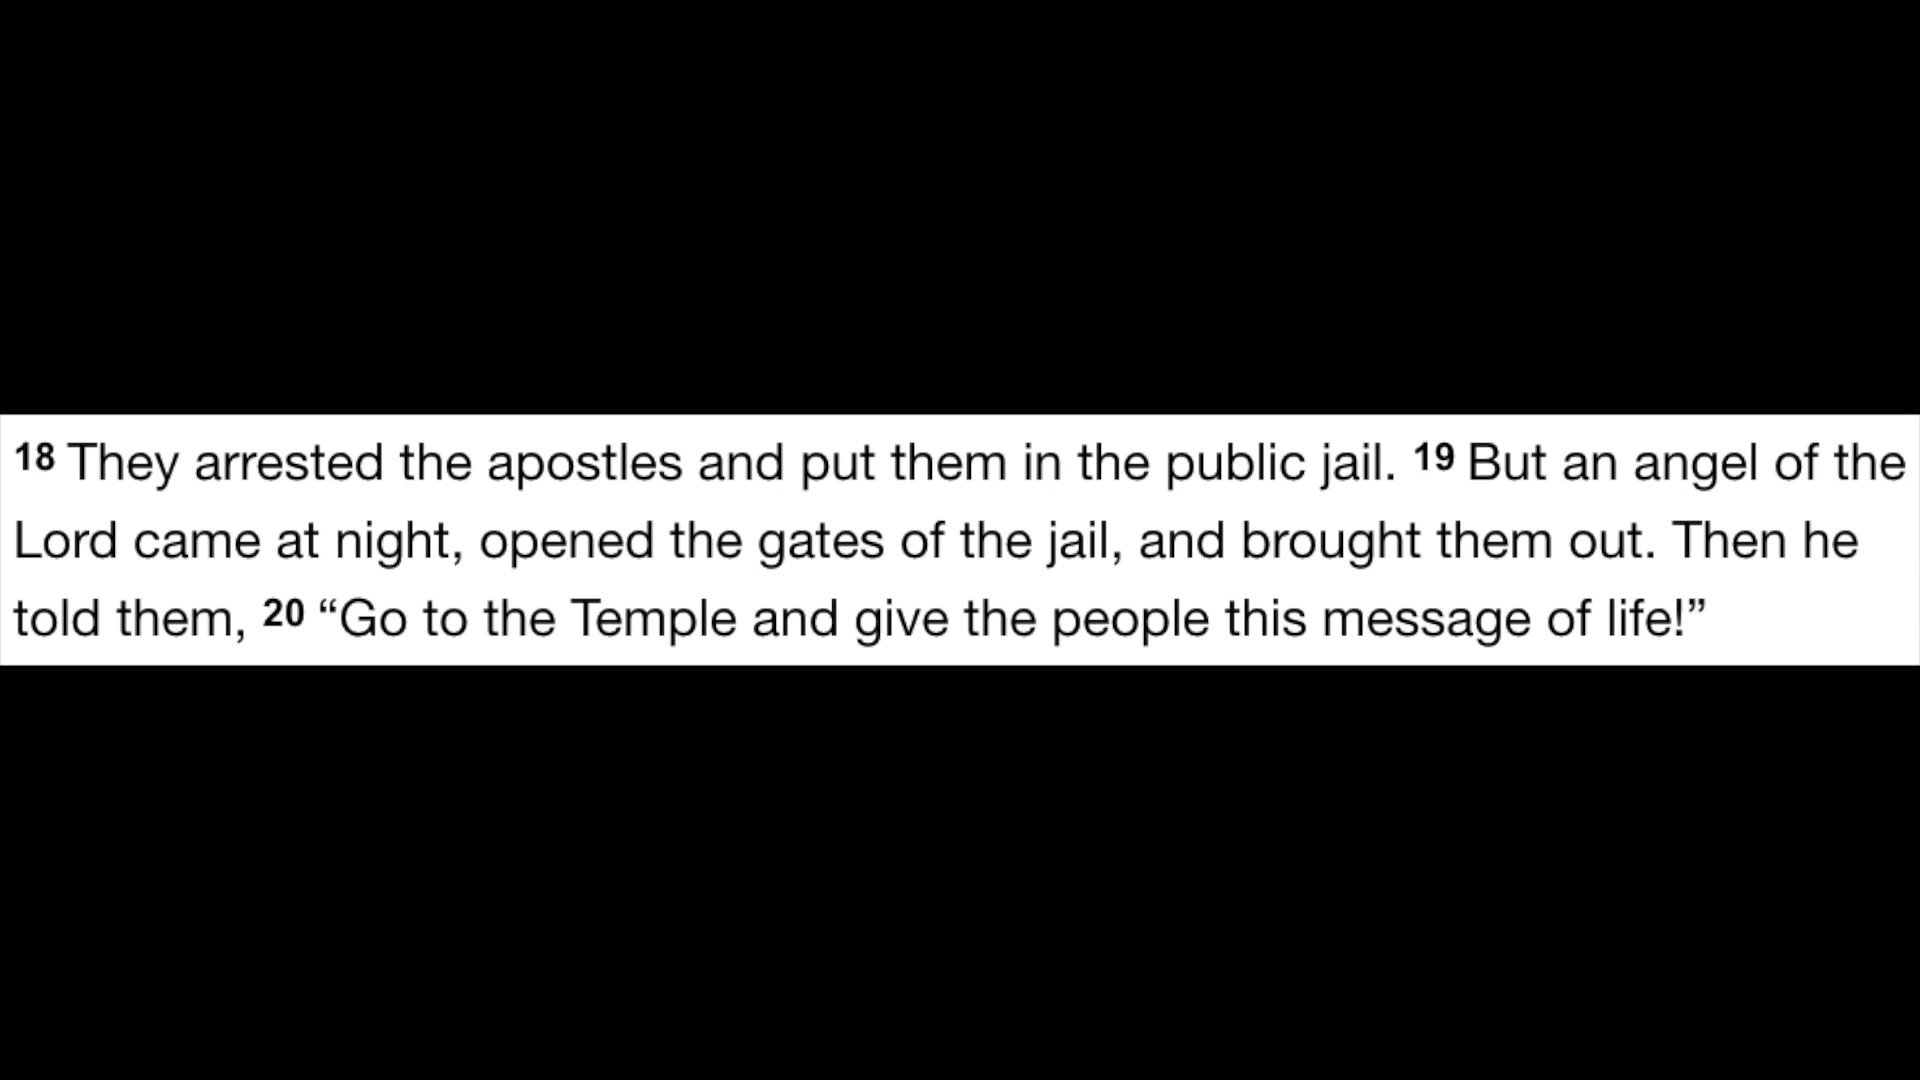 18 They arrested the apostles and put them in the public jail. 19 But an angel of the
Lord came at night, opened the gates of the jail, and brought them out. Then he
told them, 20 “Go to the Temple and give the people this message of life!”